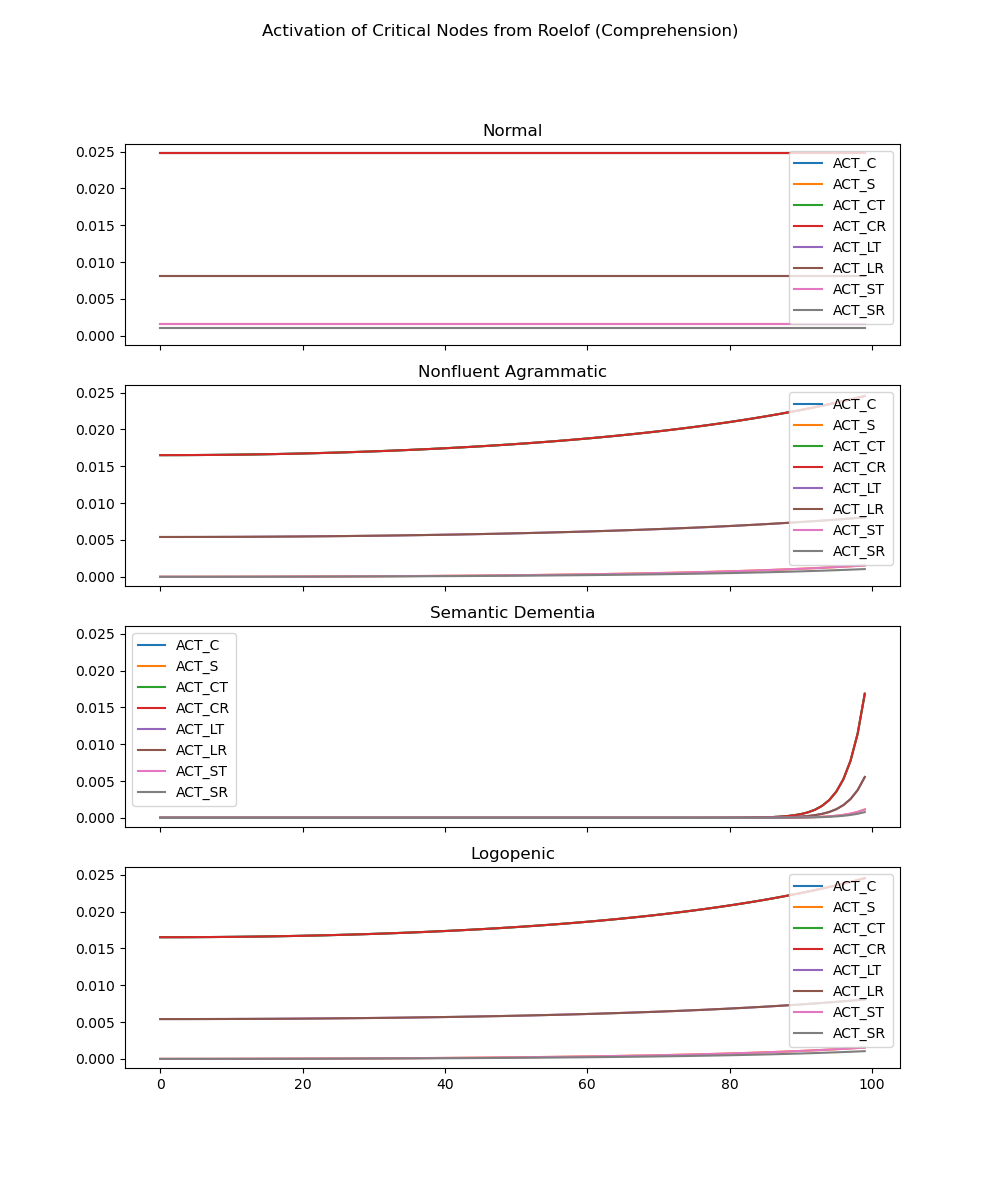 Activation of Critical Nodes from Roelof (Comprehension)
Normal
0.025
0.020
0.015
0.010
0.005
0.000
ACT_C
ACT_S
ACT_CT
ACT_CR
ACT_LT
ACT_LR
ACT_ST
ACT_SR
Nonfluent Agrammatic
0.025
0.020
0.015
0.010
0.005
0.000
ACT_C
ACT_S
ACT_CT
ACT_CR
ACT_LT
ACT_LR
ACT_ST
ACT_SR
Semantic Dementia
0.025
0.020
0.015
0.010
0.005
0.000
ACT_C
ACT_S
ACT_CT
ACT_CR
ACT_LT
ACT_LR
ACT_ST
ACT_SR
Logopenic
0.025
0.020
0.015
0.010
0.005
0.000
ACT_C
ACT_S
ACT_CT
ACT_CR
ACT_LT
ACT_LR
ACT_ST
ACT_SR
0 20 40 60 80 100